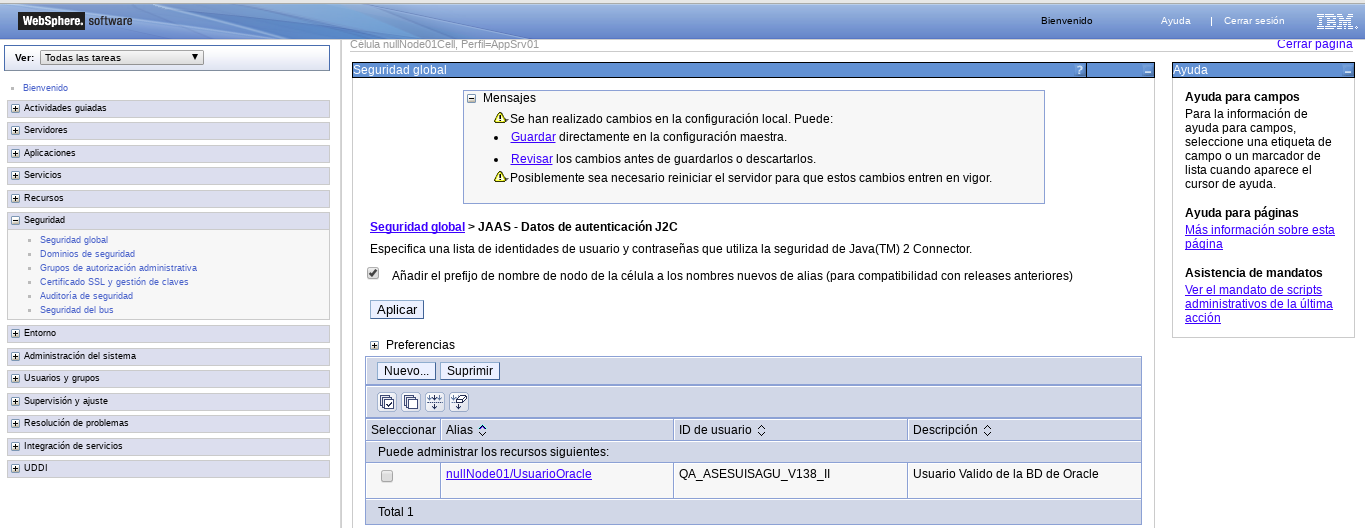 WebSphere. software
Bienvenido Ayuda | Cerrar sesión IBM.
Ver: Todas las tareas
Bienvenido
Actividades guiadas
Servidores
Aplicaciones
Servicios
Recursos
Seguridad
Seguridad global
Dominios de seguridad
Grupos de autorización administrativa
Certificado SSL y gestión de claves
Auditoría de seguridad
Seguridad del bus
Entorno
Administración del sistema
Usuarios y grupos
Supervisión y ajuste
Resolución de problemas
Integración de servicios
UDDI
Célula nullNode01Cell, Perfil=AppSrv01
Cerrar página
Seguridad global ?
Mensajes
Se han realizado cambios en la configuración local. Puede:
Guardar directamente en la configuración maestra.
Revisar los cambios antes de guardarlos o descartarlos.
Posiblemente sea necesario reiniciar el servidor para que estos cambios entren en vigor.
Seguridad global > JAAS - Datos de autenticación J2C
Especifica una lista de identidades de usuario y contraseñas que utiliza la seguridad de Java(TM) 2 Connector.
Añadir el prefijo de nombre de nodo de la célula a los nombres nuevos de alias (para compatibilidad con releases anteriores)
Aplicar
Preferencias
Nuevo... Suprimir
Seleccionar Alias ID de usuario Descripción
Puede administrar los recursos siguientes:
nullNode01/UsuarioOracle QA_ASESUISAGU_V138_II Usuario Valido de la BD de Oracle
Total 1
Ayuda
Ayuda para campos
Para la información de
ayuda para campos,
seleccione una etiqueta de
campo o un marcador de
lista cuando aparece el
cursor de ayuda.
Ayuda para páginas
Más información sobre esta
página
Asistencia de mandatos
Ver el mandato de scripts
administrativos de la última
acción